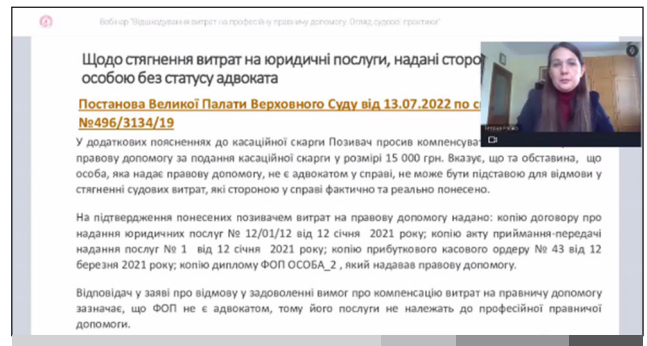 Вебінар "Відшкодування витрат на професійну правничу допомогу. Огляд судової практики"
Щодо стягнення витрат на юридичні послуги, надані
особою без статусу адвоката
Постанова Великої Палати Верховного Суду від 13.07.2022 по
№496/3134/19
У додаткових поясненнях до касаційної скарги Позивач просив
правову допомогу за подання касаційної скарги у розмірі 15 000 грн. Вказує, що та обставина, що
особа, яка надає правову допомогу, не є адвокатом у справі, не може бути підставою для відмови у
стягненні судових витрат, які стороною у справі фактично та реально понесено.
На підтвердження понесених позивачем витрат на правову допомогу надано: копію договору про
надання юридичних послуг № 12/01/12 від 12 січня 2021 року; копію акту приймання-передачі
надання послуг № 1 від 12 січня 2021 року; копію прибуткового касового ордеру № 43 від 12
березня 2021 року; копію диплому ФОП ОСОБА_2 , який надавав правову допомогу.
Відповідач у заяві про відмову у задоволенні вимог про компенсацію витрат на правничу допомогу
зазначає, що ФОП не є адвокатом, тому його послуги не належать до професійної правничої
допомоги.